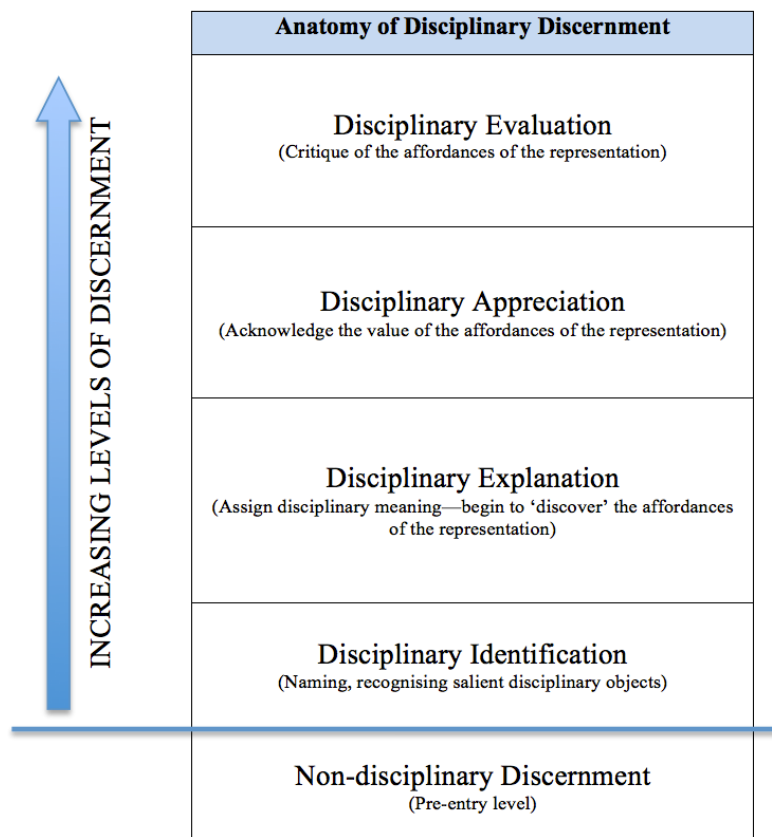 Anatomy of Disciplinary Discernment
INCREASING LEVELS OF DISCERNMENT
Disciplinary Evaluation
(Critique of the affordances of the representation)
Disciplinary Appreciation
(Acknowledge the value of the affordances of the representation)
Disciplinary Explanation
(Assign disciplinary meaning—begin to ‘discover’ the affordances
of the representation)
Disciplinary Identification
(Naming, recognising salient disciplinary objects)
Non-disciplinary Discernment
(Pre-entry level)